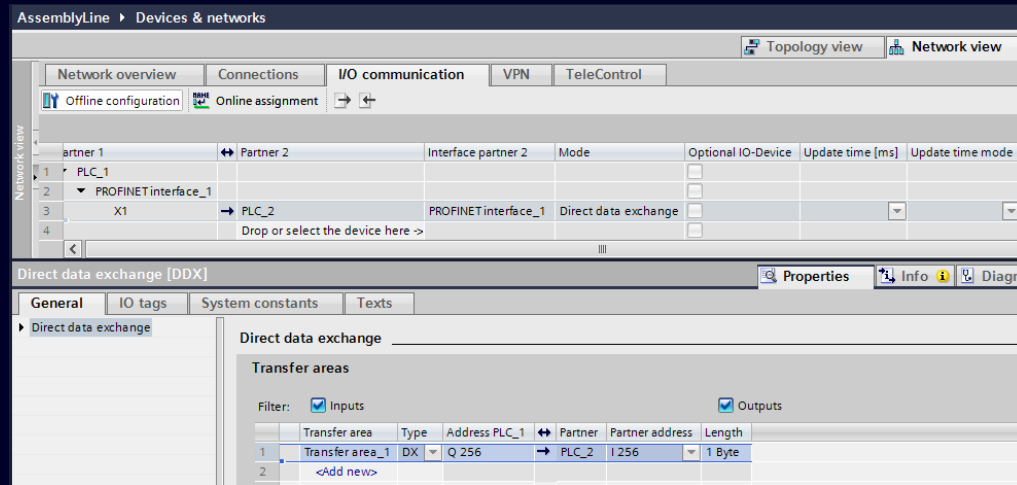 AssemblyLine ▸ Devices & networks
Topology view Network view
Network overview Connections I/O communication VPN TeleControl
Offline configuration NAME Online assignment
Network view
artner 1 Partner 2 Interface partner 2 Mode Optional IO-Device Update time [ms] Update time mode
1 PLC_1
2 PROFINET interface_1
3 X1 PLC_2 PROFINET interface_1 Direct data exchange
4 Drop or select the device here ->
Direct data exchange [DDX] Properties Info Diagr
General IO tags System constants Texts
Direct data exchange
Direct data exchange
Transfer areas
Filter: Inputs Outputs
Transfer area Type Address PLC_1 Partner Partner address Length
1 Transfer area_1 DX Q 256 PLC_2 I 256 1 Byte
2 <Add new>